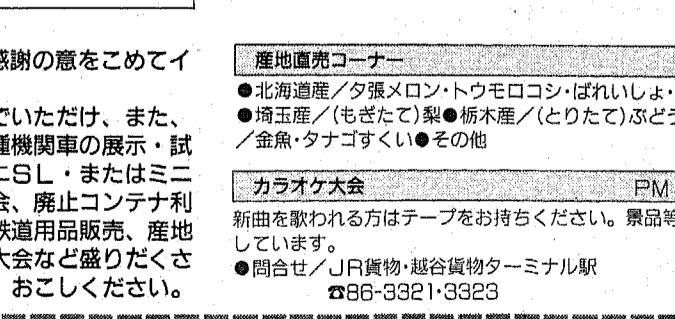 感謝の意をこめてイ
でいただけ、また、
種機関車の展示・試
ニSL・またはミニ
会、廃止コンテナ利
鉄道用品販売、産地
大会など盛りだくさ
おこしください。
産地直売コーナー
●北海道産/夕張メロン・トウモロコシ・ばれいしょ・
●埼玉産/(もぎたて)梨●栃木産/(とりたて)ぶどう
/金魚・タナゴすくい●その他
カラオケ大会 PM
新曲を歌われる方はテープをお持ちください。景品等
しています。
●問合せ/JR貨物・越谷貨物ターミナル駅
☎86-3321・3323